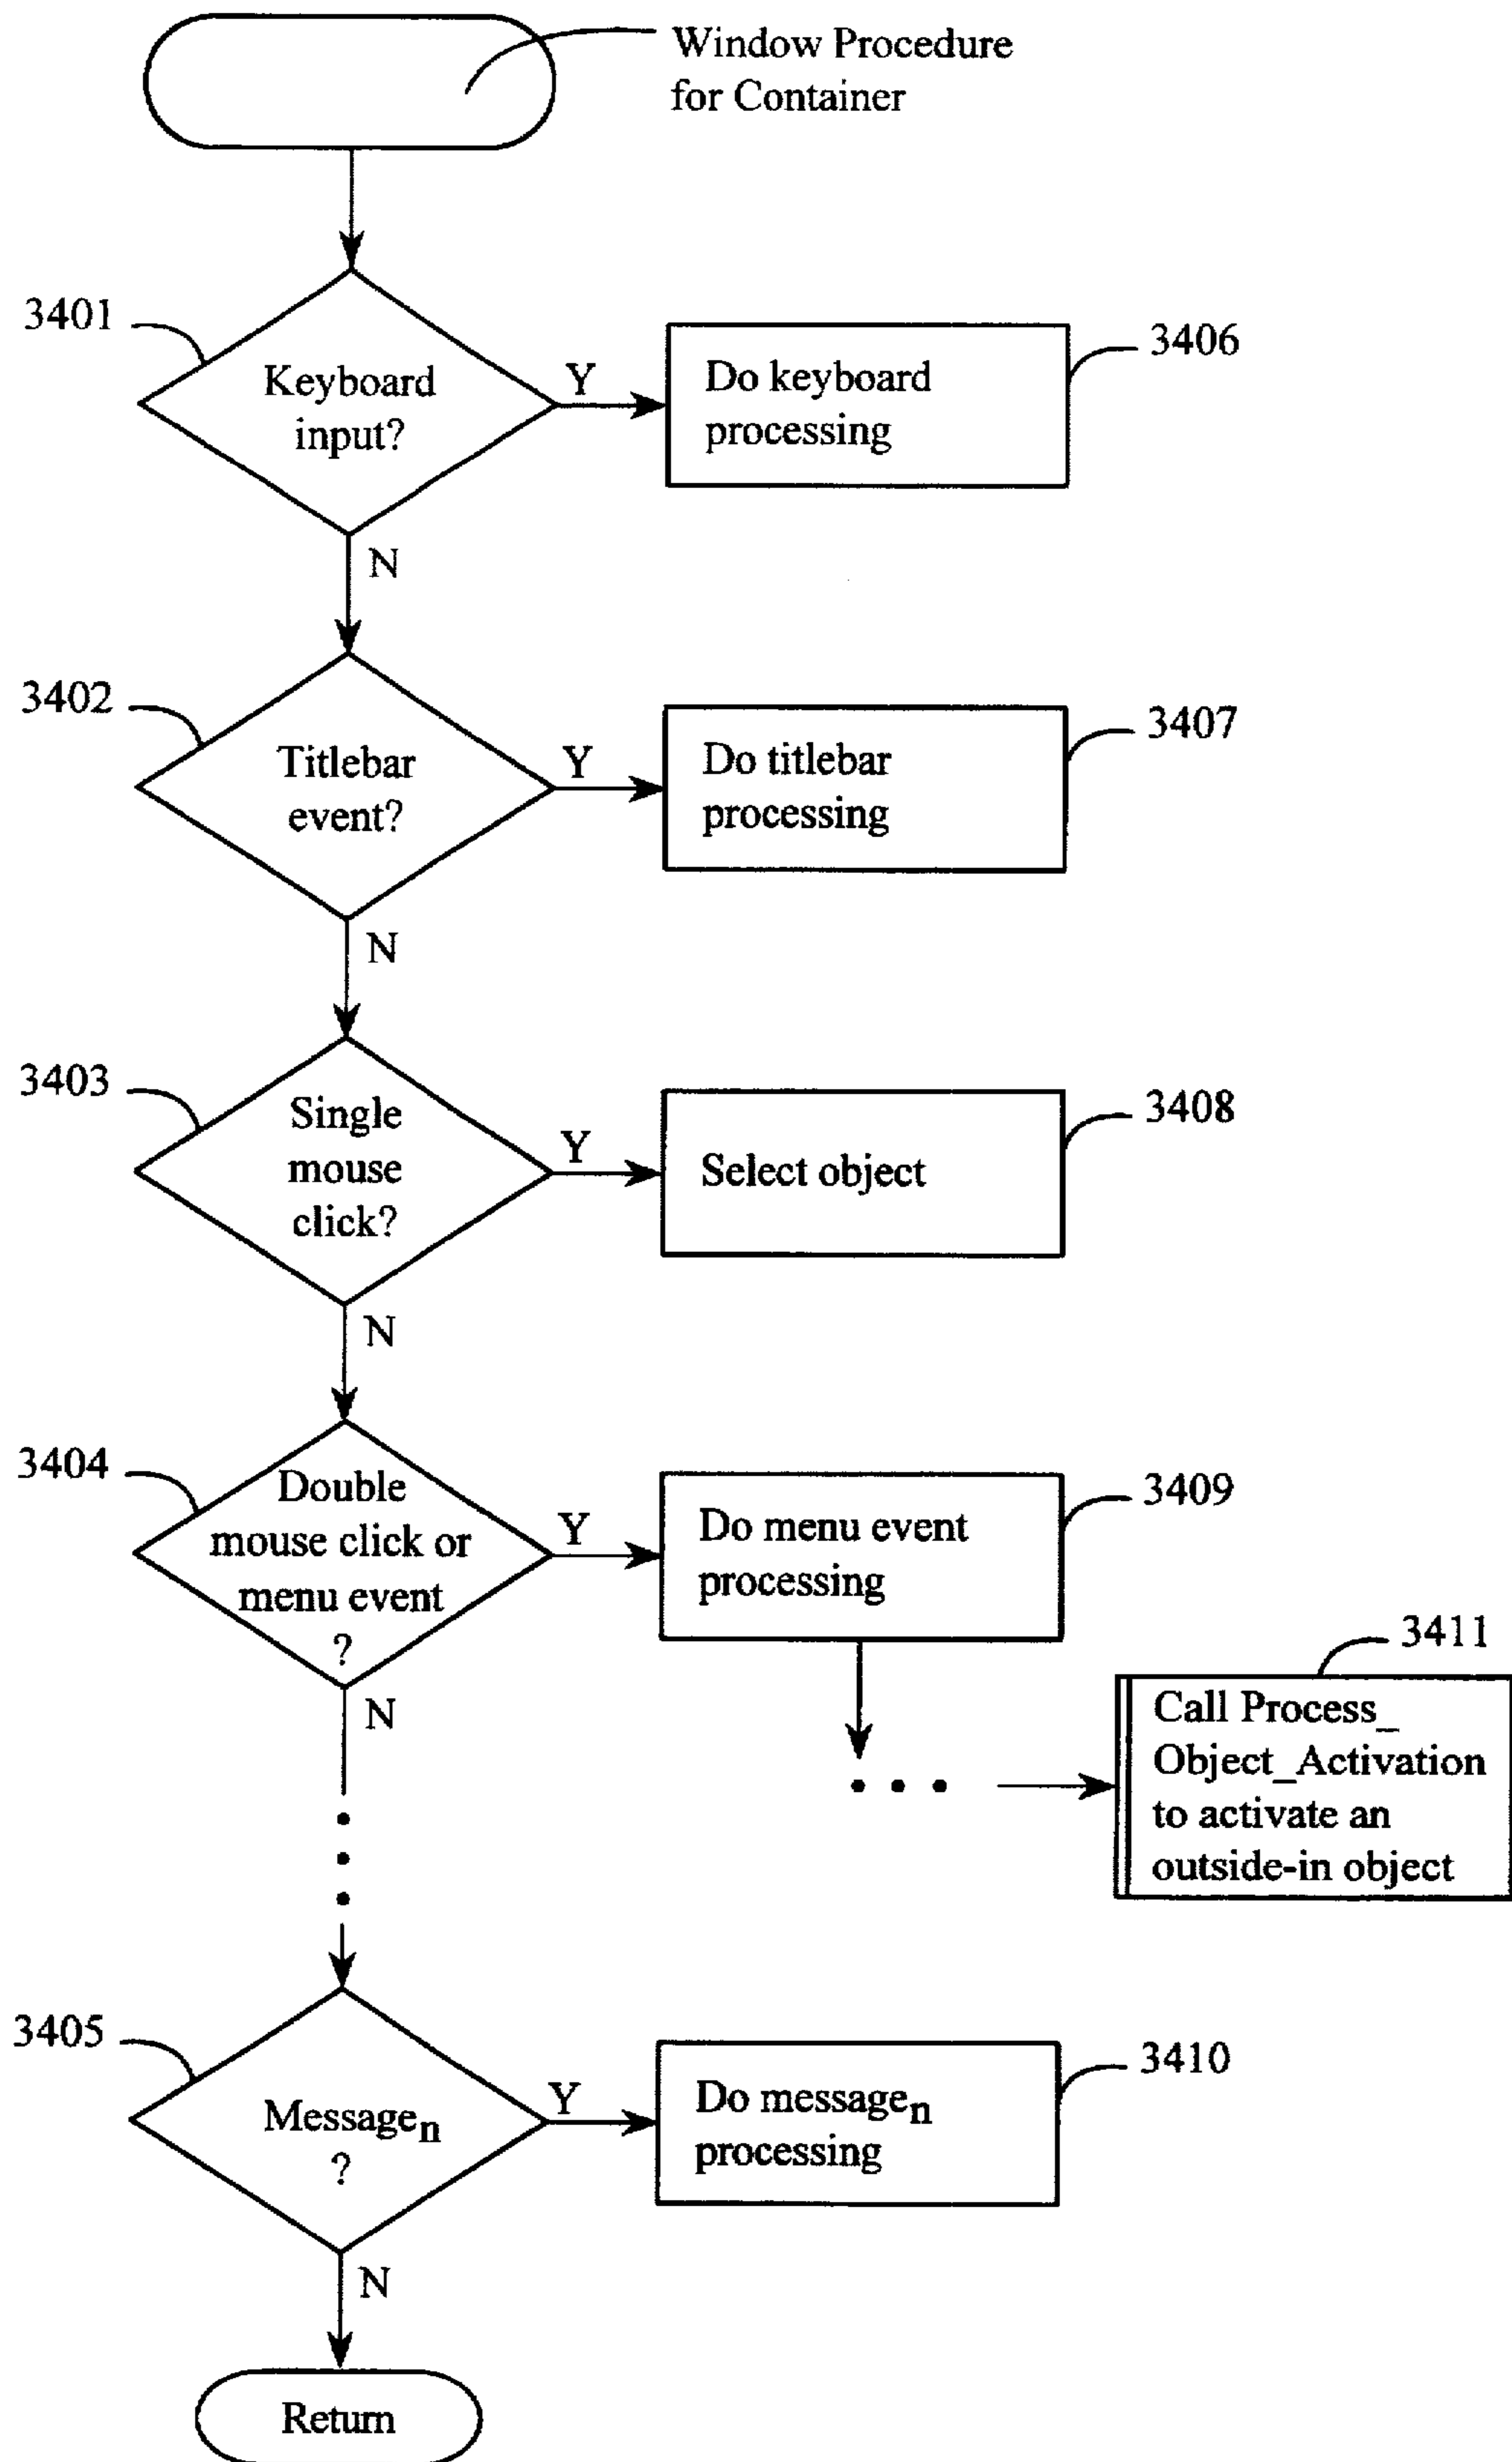 Window Procedure
for Container
3401
Keyboard
input?
Y
Do keyboard
processing
3406
N
3402
Titlebar
event?
Y
Do titlebar
processing
3407
N
3403
Single
mouse
click?
Y
Select object
3408
N
3404
Double
mouse click or
menu event
?
Y
Do menu event
processing
3409
N
3411
Call Process_
Object_Activation
to activate an
outside-in object
3405
Messagen
?
Y
Do messagen
processing
3410
N
Return